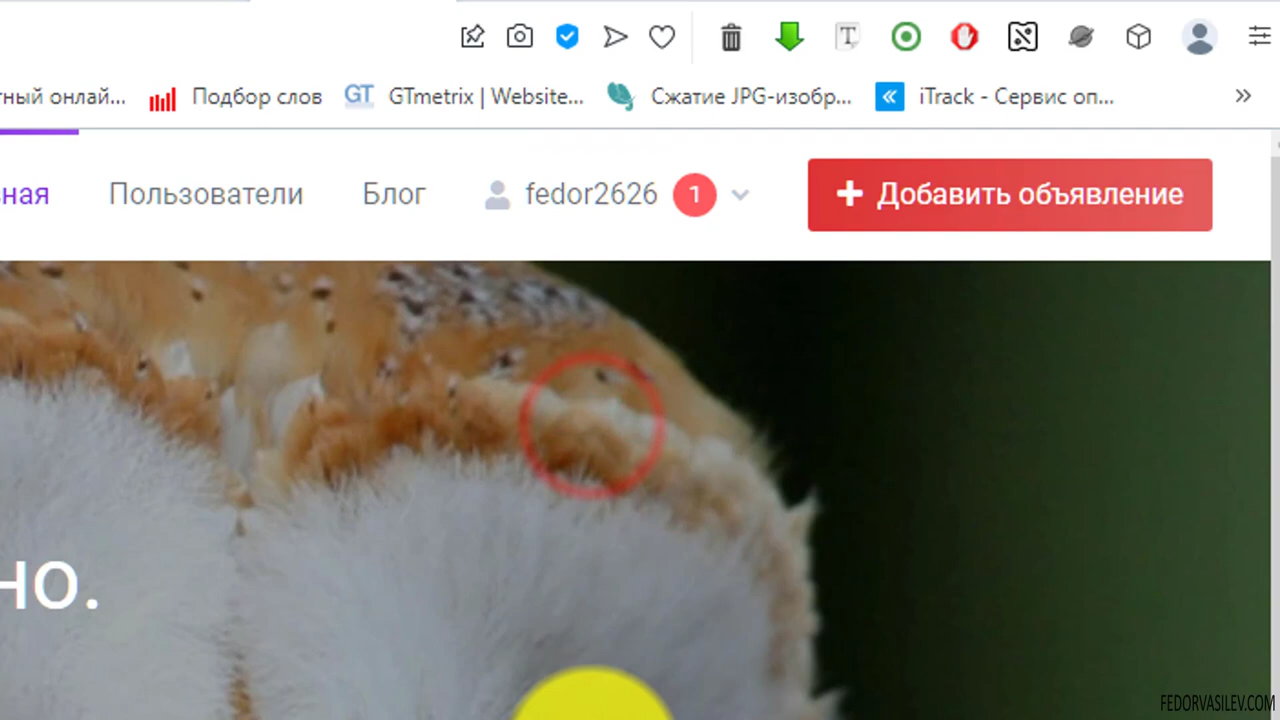 тный онлай... Подбор слов GT GTmetrix | Website... Сжатие JPG-изобр... iTrack - Сервис оп... »
вная Пользователи Блог fedor2626 1 Добавить объявление
но.
FEDORVASILEV.COM